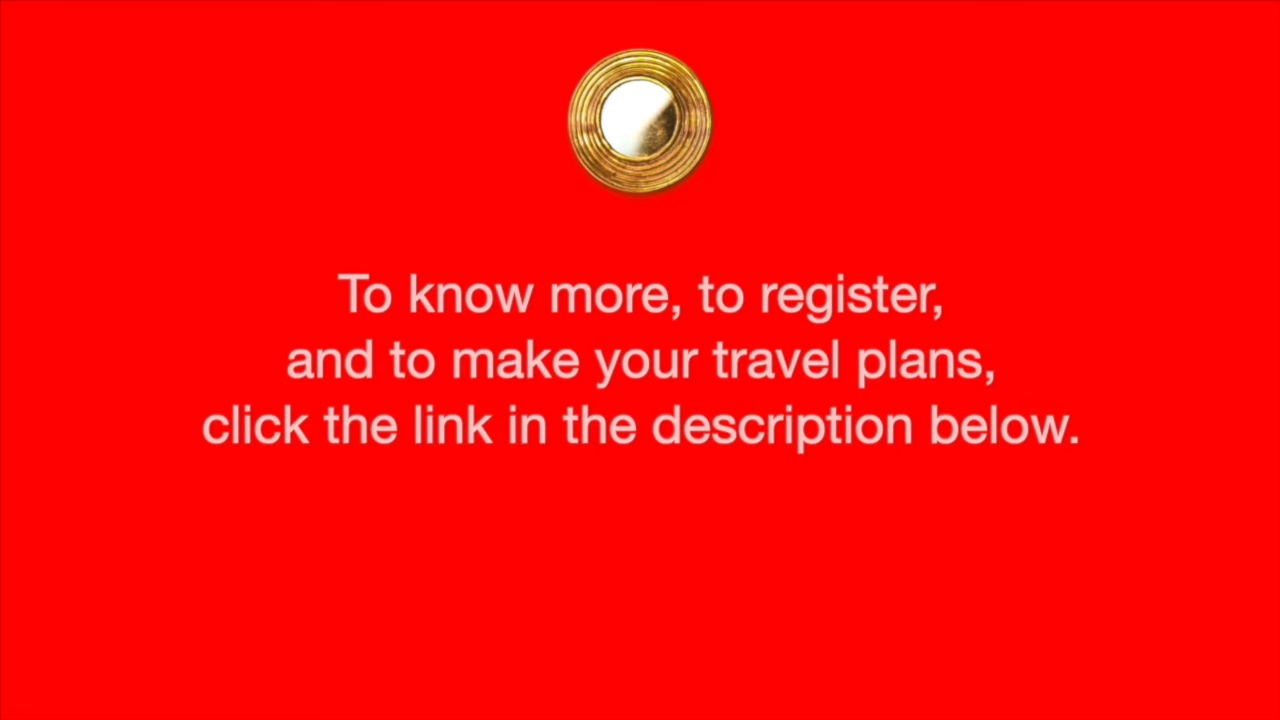 To know more, to register,
and to make your travel plans,
click the link in the description below.